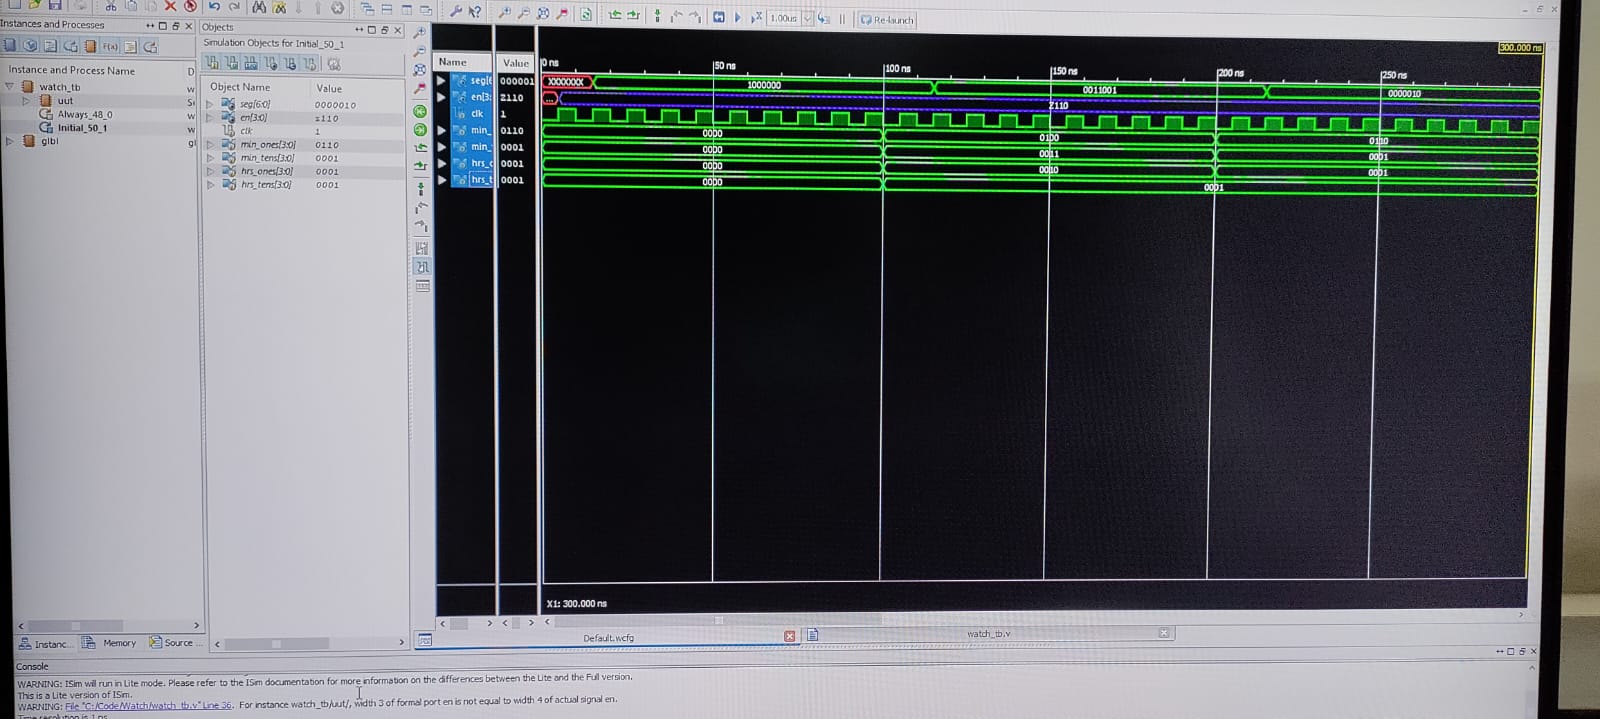 Instances and Processes
Objects
1.00us
Re-launch
Simulation Objects for Initial_50_1
Instance and Process Name
D
watch_tb
uut
Always_48_0
Initial_50_1
glbl
Object Name
Value
seg[6:0]
0000010
en[3:0]
z110
clk
1
min_ones[3:0]
0110
min_tens[3:0]
0001
hrs_ones[3:0]
0001
hrs_tens[3:0]
0001
Name
Value
300.000 ns
0 ns
50 ns
100 ns
150 ns
200 ns
250 ns
seg[6
000001
XXXXXXX
1000000
0011001
0000010
en[3:
z110
...
z110
clk
1
min_
0110
0000
0100
0110
min_
0001
0000
0011
0001
hrs_c
0001
0000
0010
0001
hrs_t
0001
0000
0001
X1: 300.000 ns
Instanc...
Memory
Source ...
Default.wcfg
watch_tb.v
Console
WARNING: ISim will run in Lite mode. Please refer to the ISim documentation for more information on the differences between the Lite and the Full version.
This is a Lite version of ISim.
WARNING: File "C:/Code/Watch/watch_tb.v" Line 36. For instance watch_tb/uut/, width 3 of formal port en is not equal to width 4 of actual signal en.
Time resolution is 1 ps